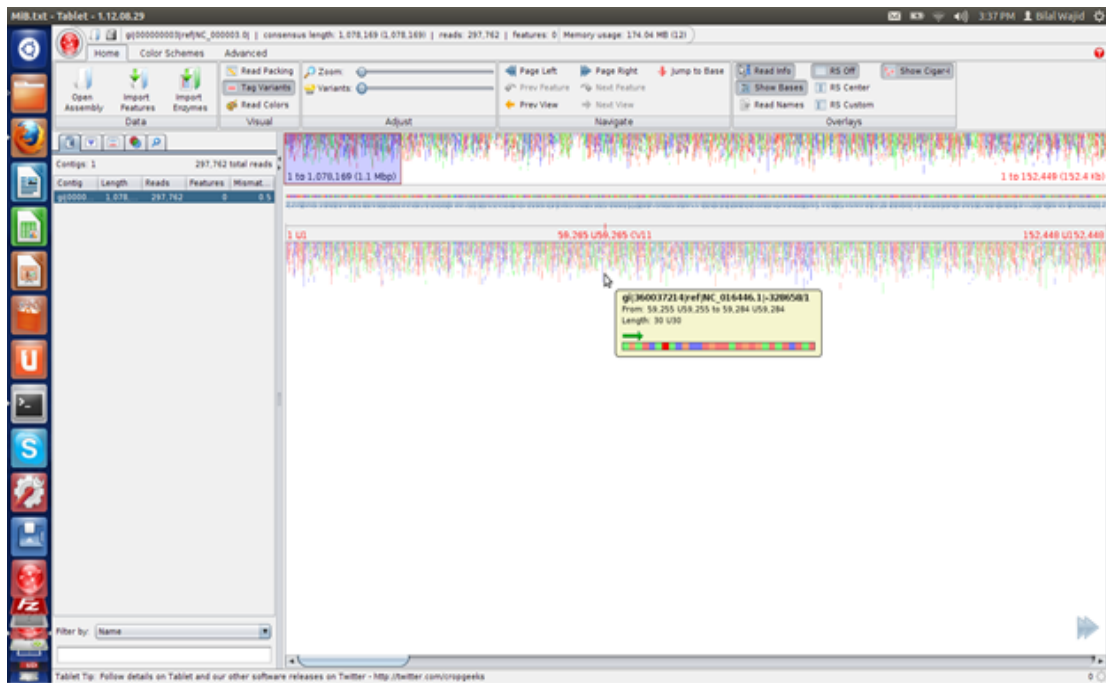 MiB.txt - Tablet - 1.12.08.29
3:37 PM Bilal Wajid
gi|000000003|ref|NC_000003.0| | consensus length: 1,078,169 (1,078,169) | reads: 297,762 | features: 0 Memory usage: 174.04 MB (12)
Home Color Schemes Advanced
Open Assembly
Import Features
Import Enzymes
Data
Read Packing
Tag Variants
Read Colors
Visual
Zoom:
Variants:
Adjust
Page Left Page Right Jump to Base
Prev Feature Next Feature
Prev View Next View
Navigate
Read Info RS Off
Show Bases RS Center
Read Names RS Custom
Overlays
Contigs: 1 297,762 total reads
Contig Length Reads Features Mismat...
gi|0000... 1,078... 297,762 0 0.5
1 to 1,078,169 (1.1 Mbp) 1 to 152,449 (152.4 Kb)
1 U1 59,265 U59,265 CV11 152,448 U152,448
gi|360037214|ref|NC_016446.1|-328658/1
From: 59,255 U59,255 to 59,284 U59,284
Length: 30 U30
Filter by: Name
Tablet Tip: Follow details on Tablet and our other software releases on Twitter - http://twitter.com/cropgeeks